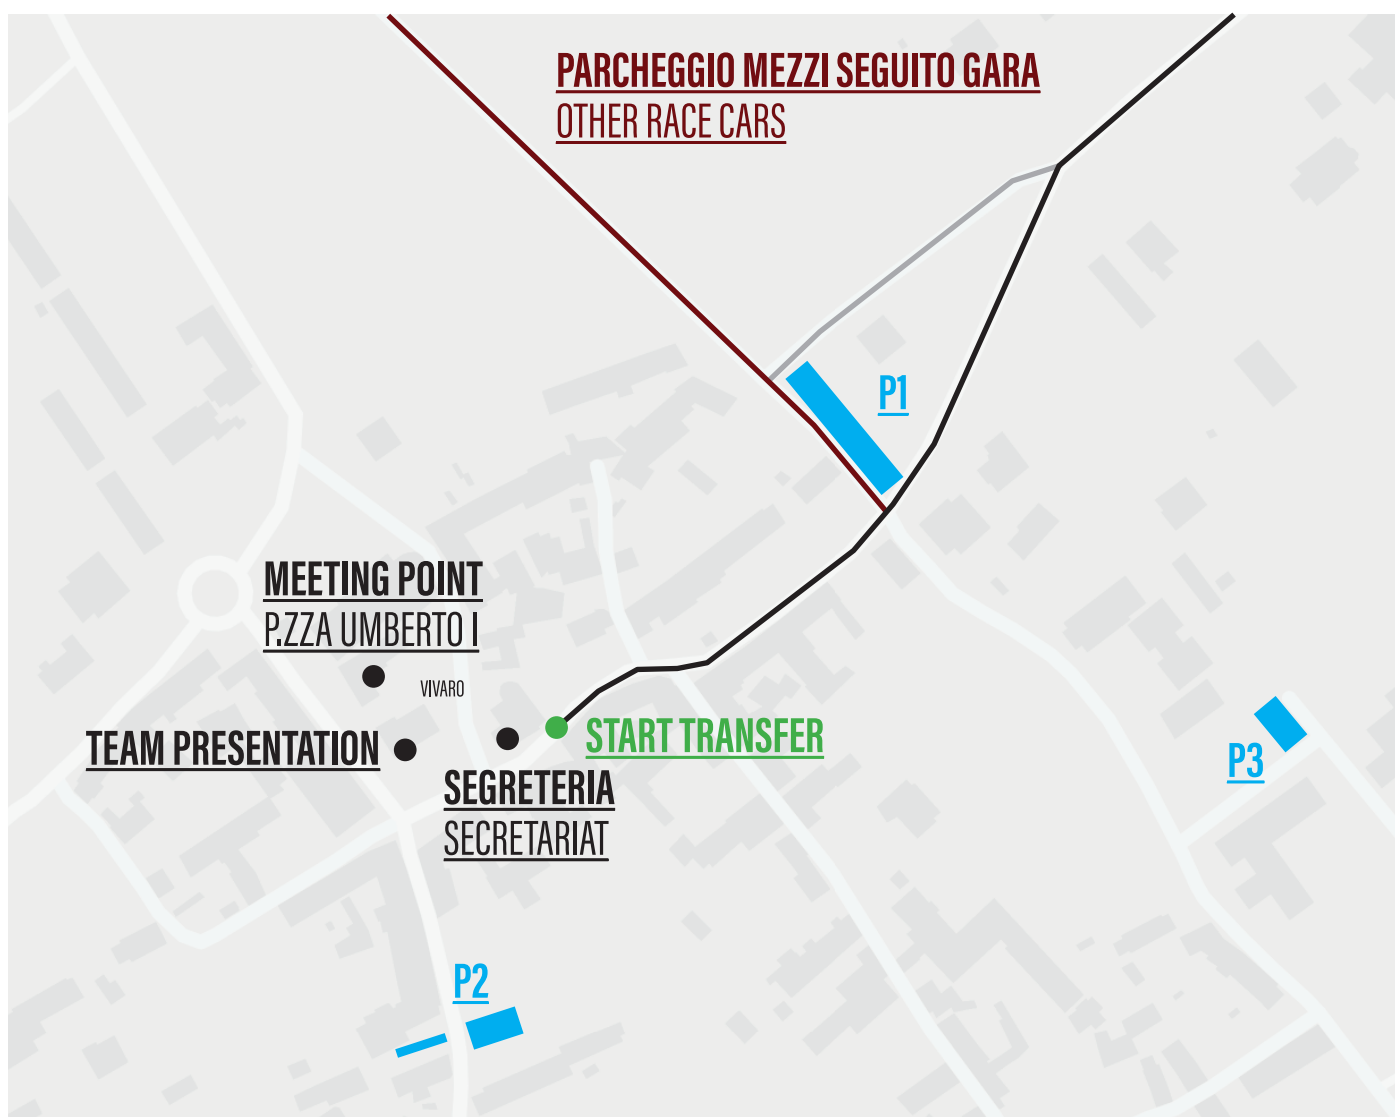 PARCHEGGIO MEZZI SEGUITO GARA
OTHER RACE CARS
P1
MEETING POINT
P.ZZA UMBERTO I
VIVARO
TEAM PRESENTATION
START TRANSFER
SEGRETERIA
SECRETARIAT
P3
P2